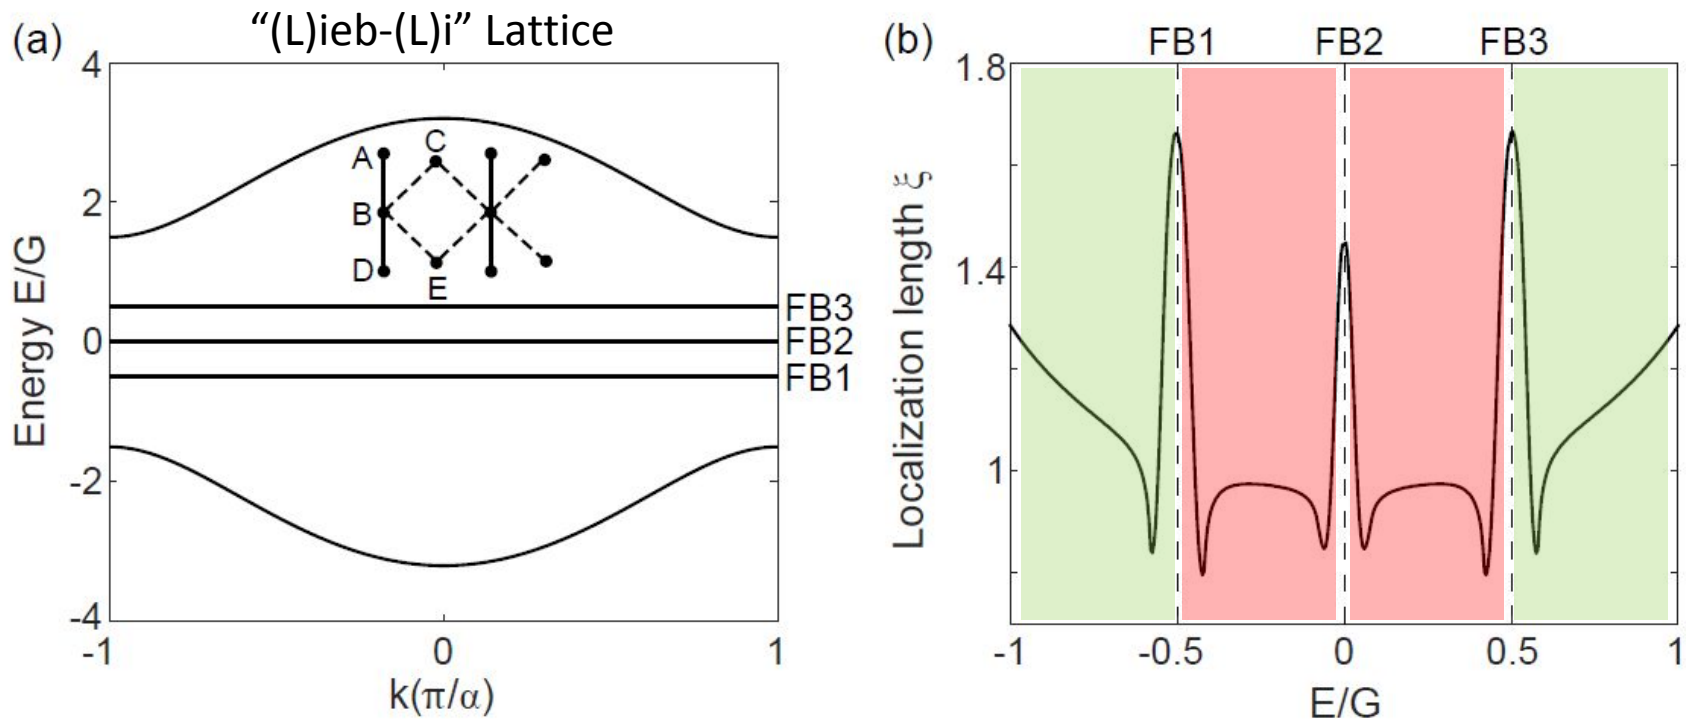 (a)
“(L)ieb-(L)i” Lattice
4
2
0
-2
-4
Energy E/G
A
B
C
D
E
FB3
FB2
FB1
-1
0
1
k(π/α)
(b)
FB1
FB2
FB3
1.8
1.4
1
Localization length ξ
-1
-0.5
0
0.5
1
E/G